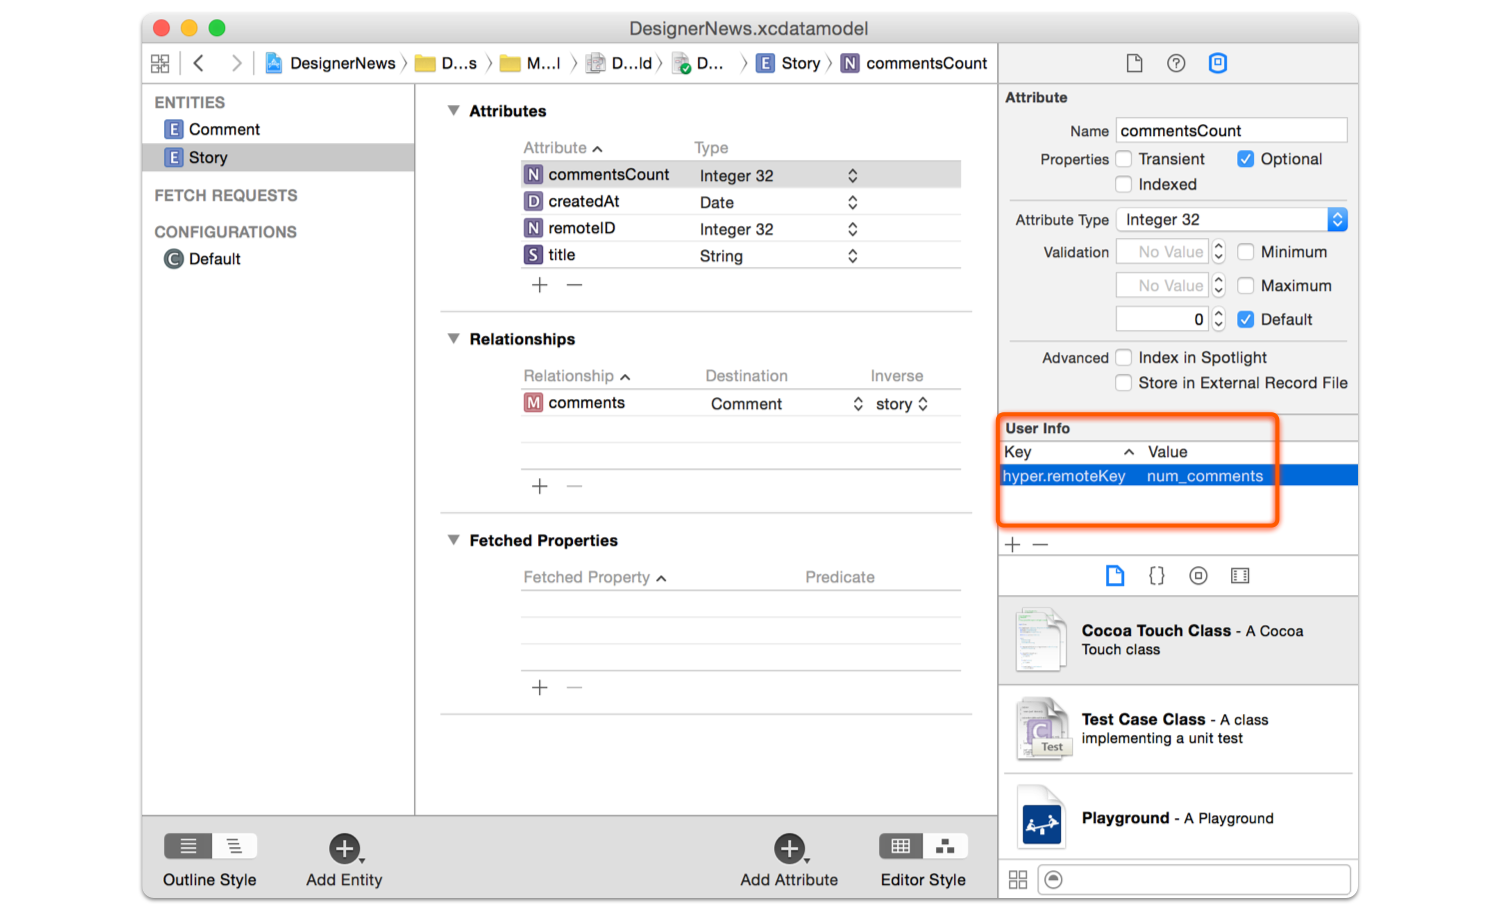 DesignerNews.xcdatamodel
DesignerNews D...s M...l D...ld D... E Story N commentsCount
ENTITIES
E Comment
E Story
FETCH REQUESTS
CONFIGURATIONS
C Default
Attributes
Attribute Type
N commentsCount Integer 32
D createdAt Date
N remoteID Integer 32
S title String
Relationships
Relationship Destination Inverse
M comments Comment story
Fetched Properties
Fetched Property Predicate
Outline Style
Add Entity
Add Attribute
Editor Style
Attribute
Name commentsCount
Properties Transient Optional
Indexed
Attribute Type Integer 32
Validation No Value Minimum
No Value Maximum
0 Default
Advanced Index in Spotlight
Store in External Record File
User Info
Key Value
hyper.remoteKey num_comments
{}
Cocoa Touch Class - A Cocoa
Touch class
C
Test
Test Case Class - A class
implementing a unit test
Playground - A Playground